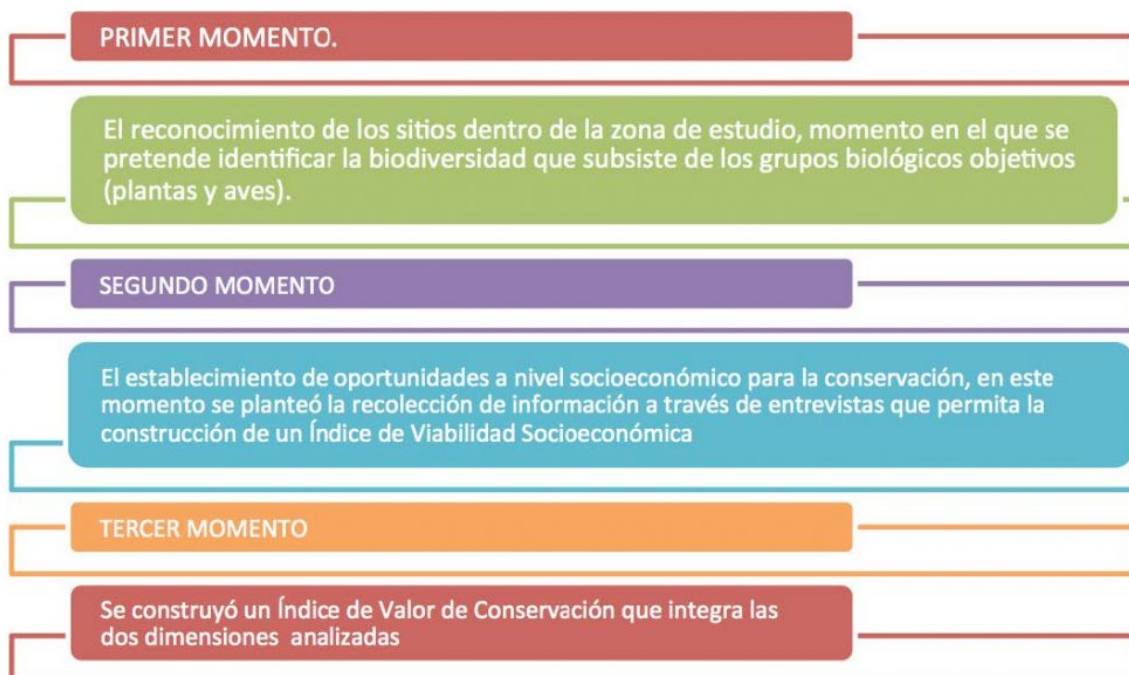 PRIMER MOMENTO.
El reconocimiento de los sitios dentro de la zona de estudio, momento en el que se
pretende identificar la biodiversidad que subsiste de los grupos biológicos objetivos
(plantas y aves).
SEGUNDO MOMENTO
El establecimiento de oportunidades a nivel socioeconómico para la conservación, en este
momento se planteó la recolección de información a través de entrevistas que permita la
construcción de un Índice de Viabilidad Socioeconómica
TERCER MOMENTO
Se construyó un Índice de Valor de Conservación que integra las
dos dimensiones analizadas